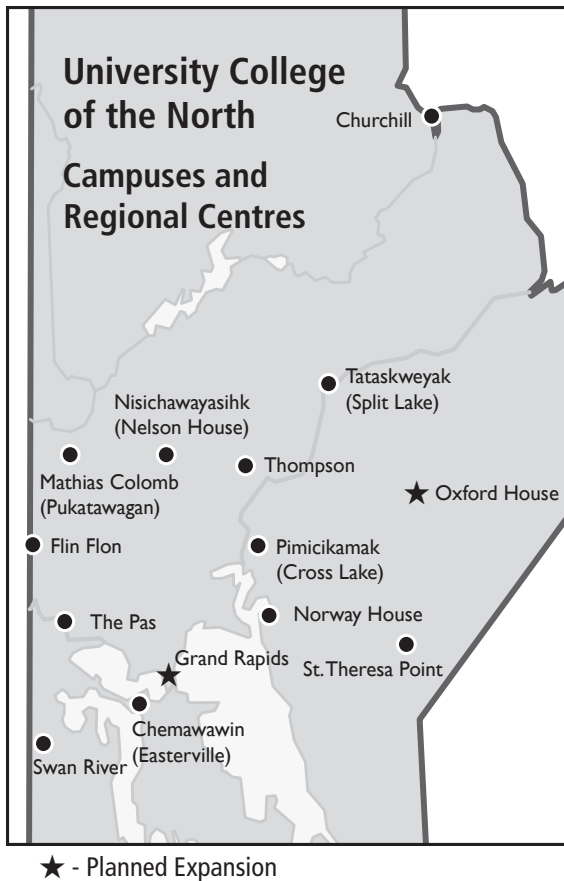 University College
of the North
Campuses and
Regional Centres
Churchill
Tataskweyak
(Split Lake)
Nisichawayasihk
(Nelson House)
Thompson
Mathias Colomb
(Pukatawagan)
Oxford House
Flin Flon
Pimicikamak
(Cross Lake)
The Pas
Norway House
Grand Rapids
St. Theresa Point
Chemawawin
(Easterville)
Swan River
★ - Planned Expansion